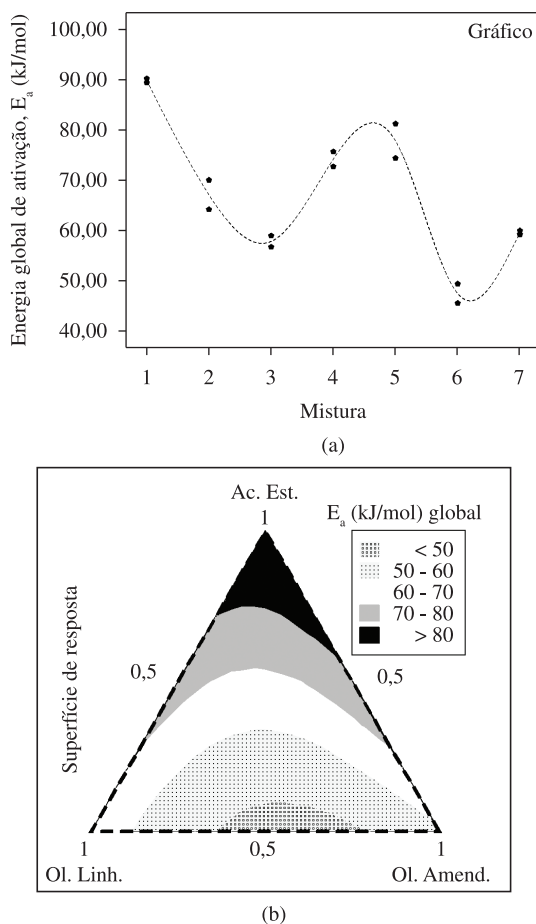 Gráfico
Energia global de ativação, Eₐ (kJ/mol)
100,00
90,00
80,00
70,00
60,00
50,00
40,00
1 2 3 4 5 6 7
Mistura
(a)
Ac. Est.
1
Eₐ (kJ/mol) global
< 50
50 - 60
60 - 70
70 - 80
> 80
Superfície de resposta
0,5
0,5
1 0,5 1
Ol. Linh. Ol. Amend.
(b)